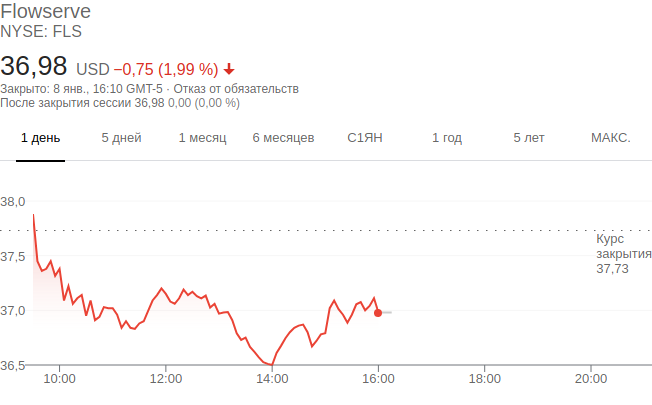 Flowserve
NYSE: FLS
36,98 USD −0,75 (1,99 %)
Закрыто: 8 янв., 16:10 GMT-5 · Отказ от обязательств
После закрытия сессии 36,98 0,00 (0,00 %)
1 день 5 дней 1 месяц 6 месяцев С1ЯН 1 год 5 лет МАКС.
38,0
Курс закрытия 37,73
37,5
37,0
36,5
10:00 12:00 14:00 16:00 18:00 20:00